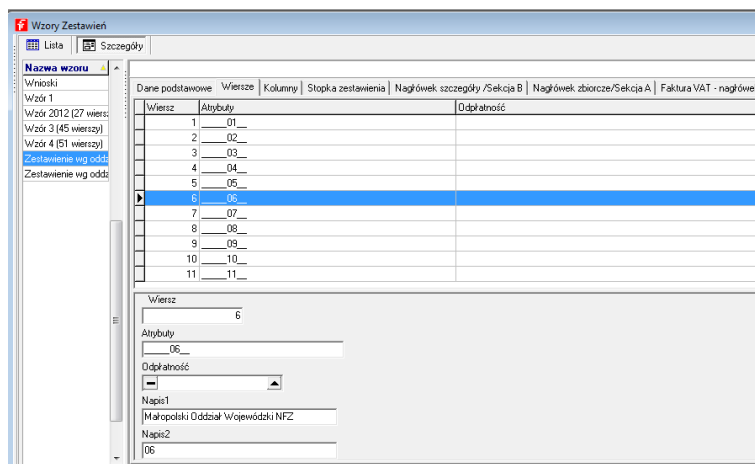 Wzory Zestawień
Lista Szczegóły
Nazwa wzoru
Wnioski
Wzór 1
Wzór 2012 (27 wiersz
Wzór 3 (45 wierszy)
Wzór 4 (51 wierszy)
Zestawienie wg oddz
Zestawienie wg oddz
Dane podstawowe Wiersze Kolumny Stopka zestawienia Nagłówek szczegóły /Sekcja B Nagłówek zbiorcze/Sekcja A Faktura VAT - nagłówe
Wiersz Atrybuty Odpłatność
1 _____01__
2 _____02__
3 _____03__
4 _____04__
5 _____05__
6 _____06__
7 _____07__
8 _____08__
9 _____09__
10 _____10__
11 _____11__
Wiersz
6
Atrybuty
_____06__
Odpłatność
Napis1
Małopolski Oddział Wojewódzki NFZ
Napis2
06